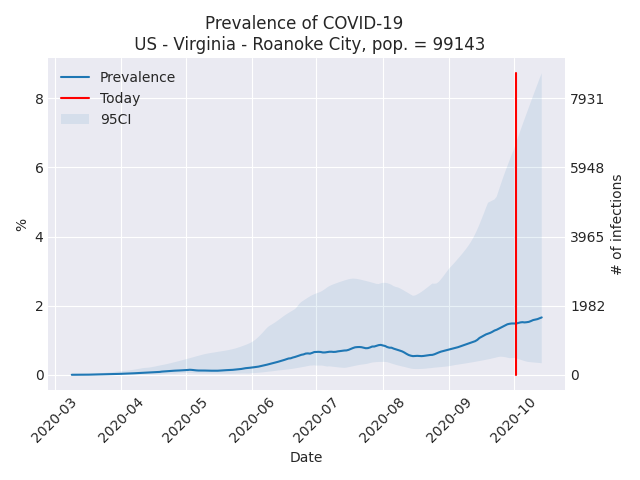 Prevalence of COVID-19
US - Virginia - Roanoke City, pop. = 99143
Prevalence
Today
95CI
8
6
4
2
0
%
7931
5948
3965
1982
0
# of infections
2020-03
2020-04
2020-05
2020-06
2020-07
2020-08
2020-09
2020-10
Date